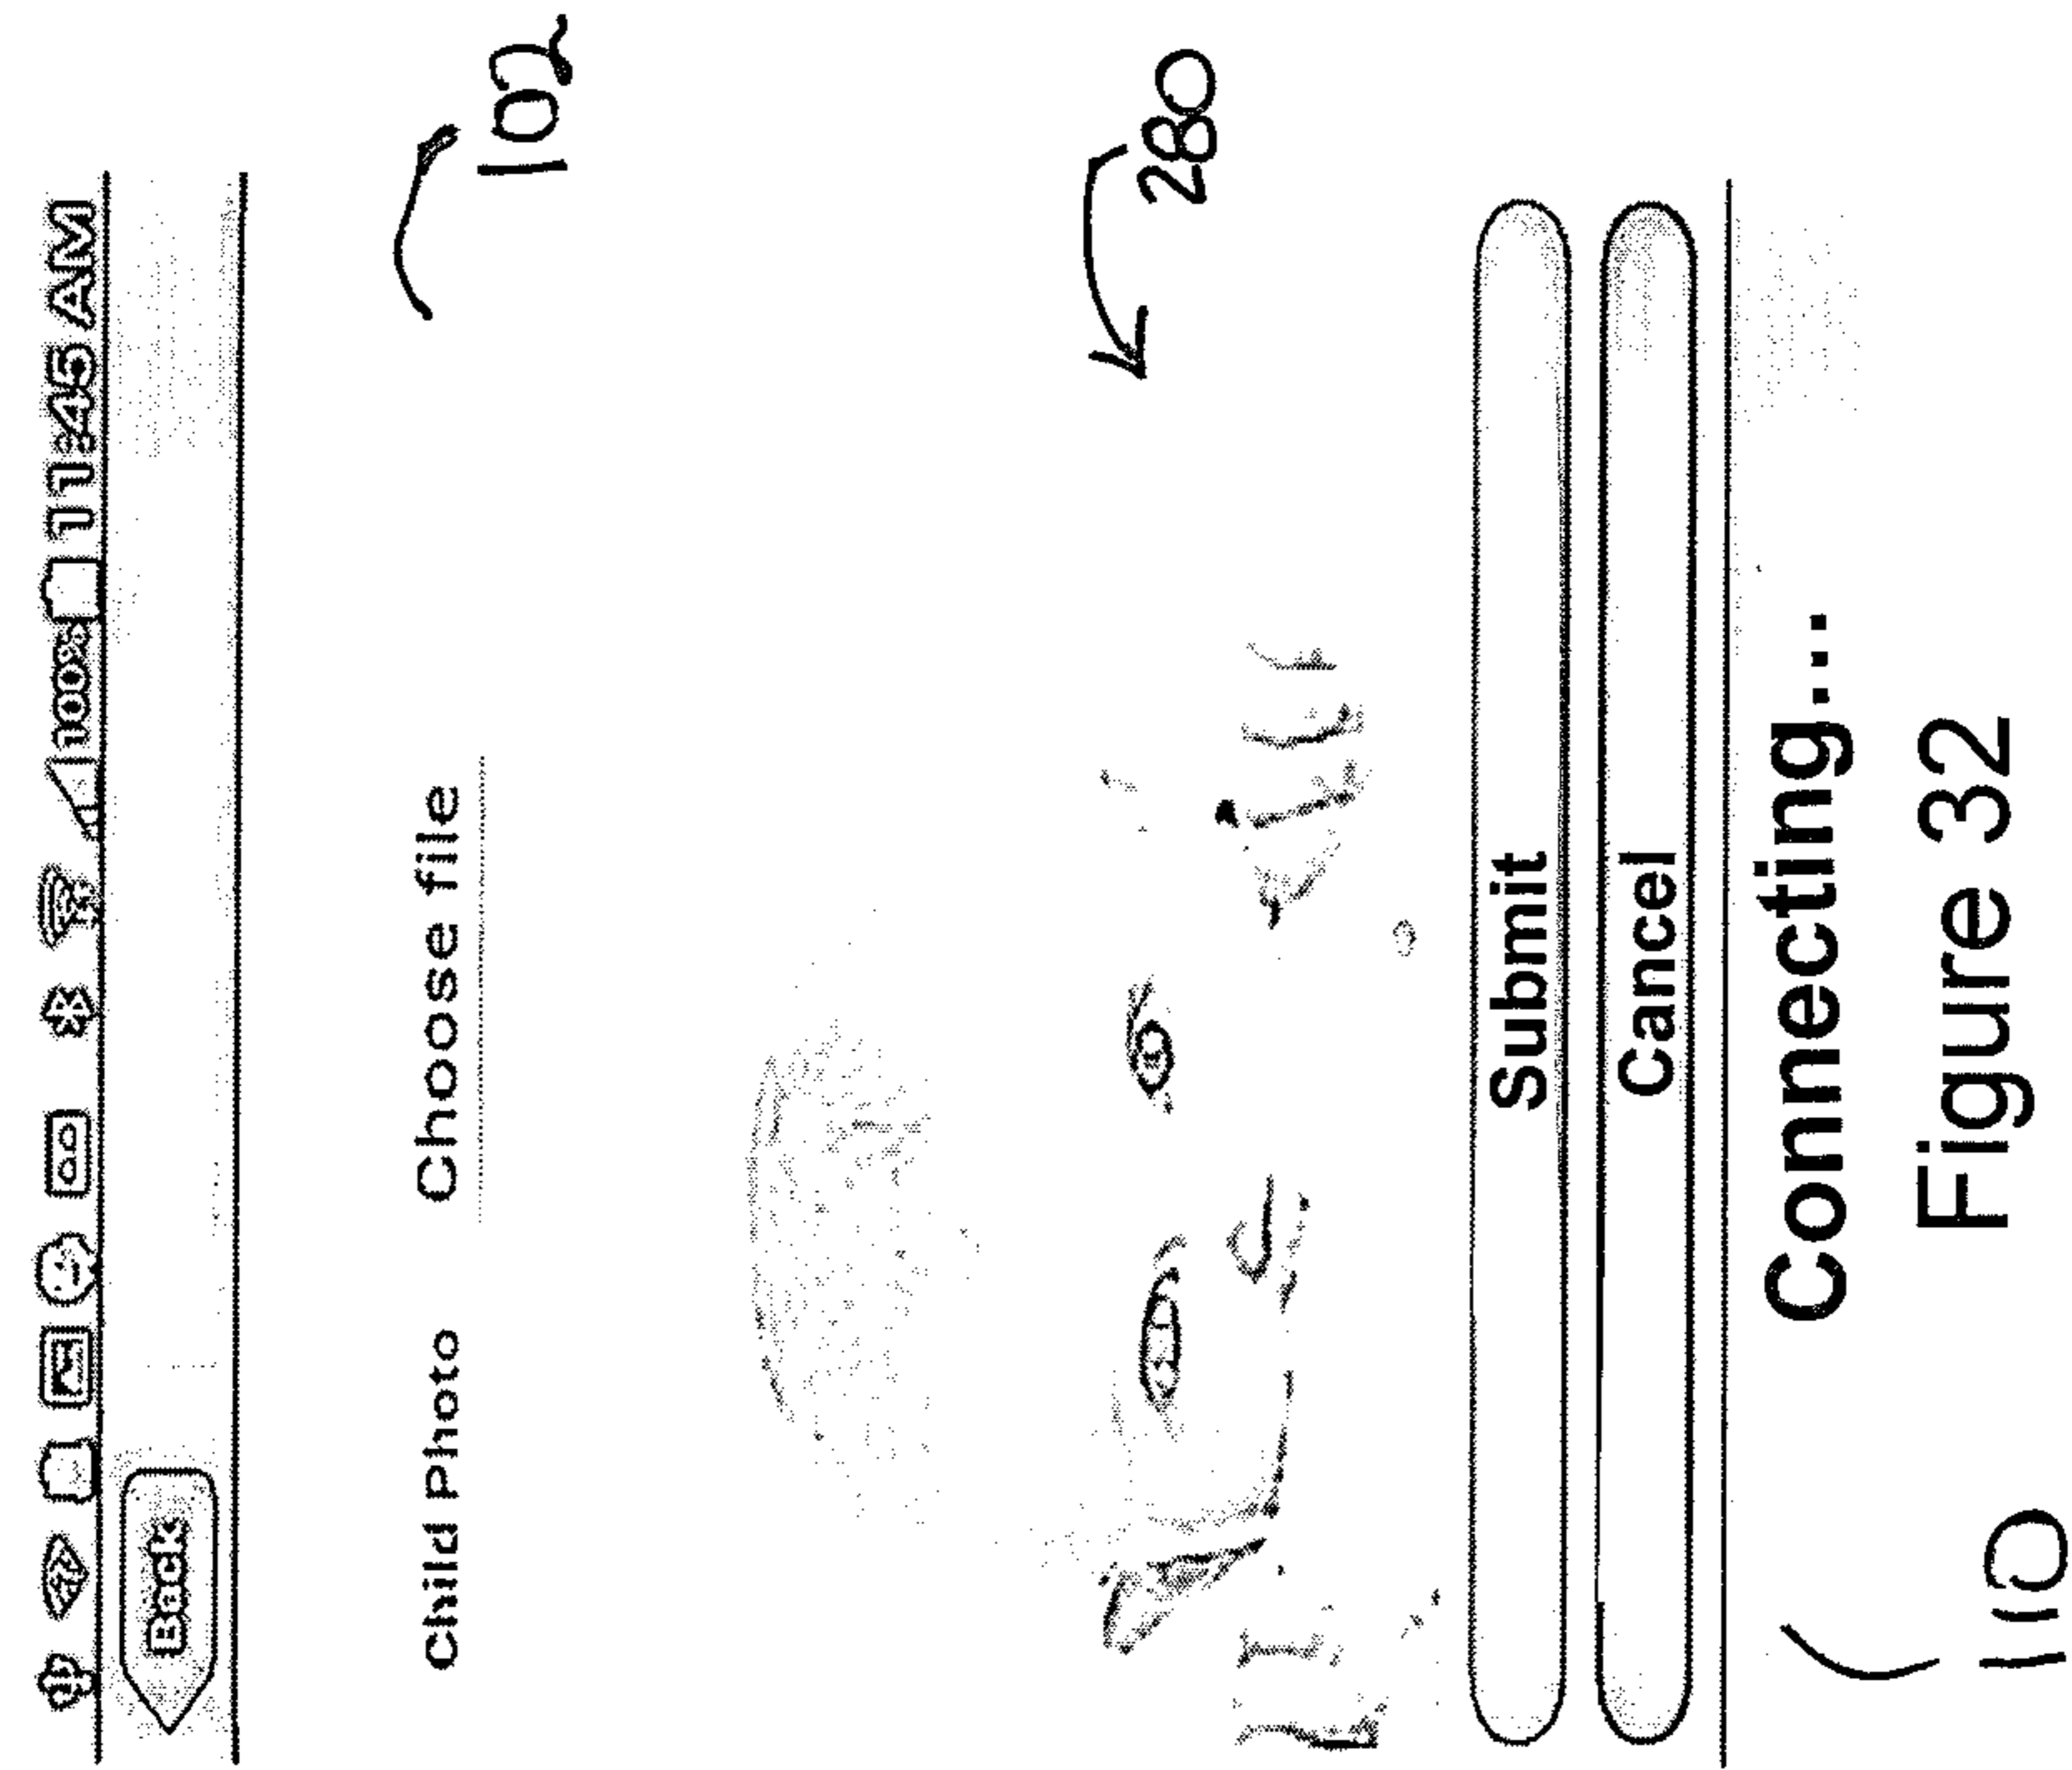 100% 11:45 AM
Back
102
Child Photo Choose file
280
Submit
Cancel
Connecting...
110
Figure 32